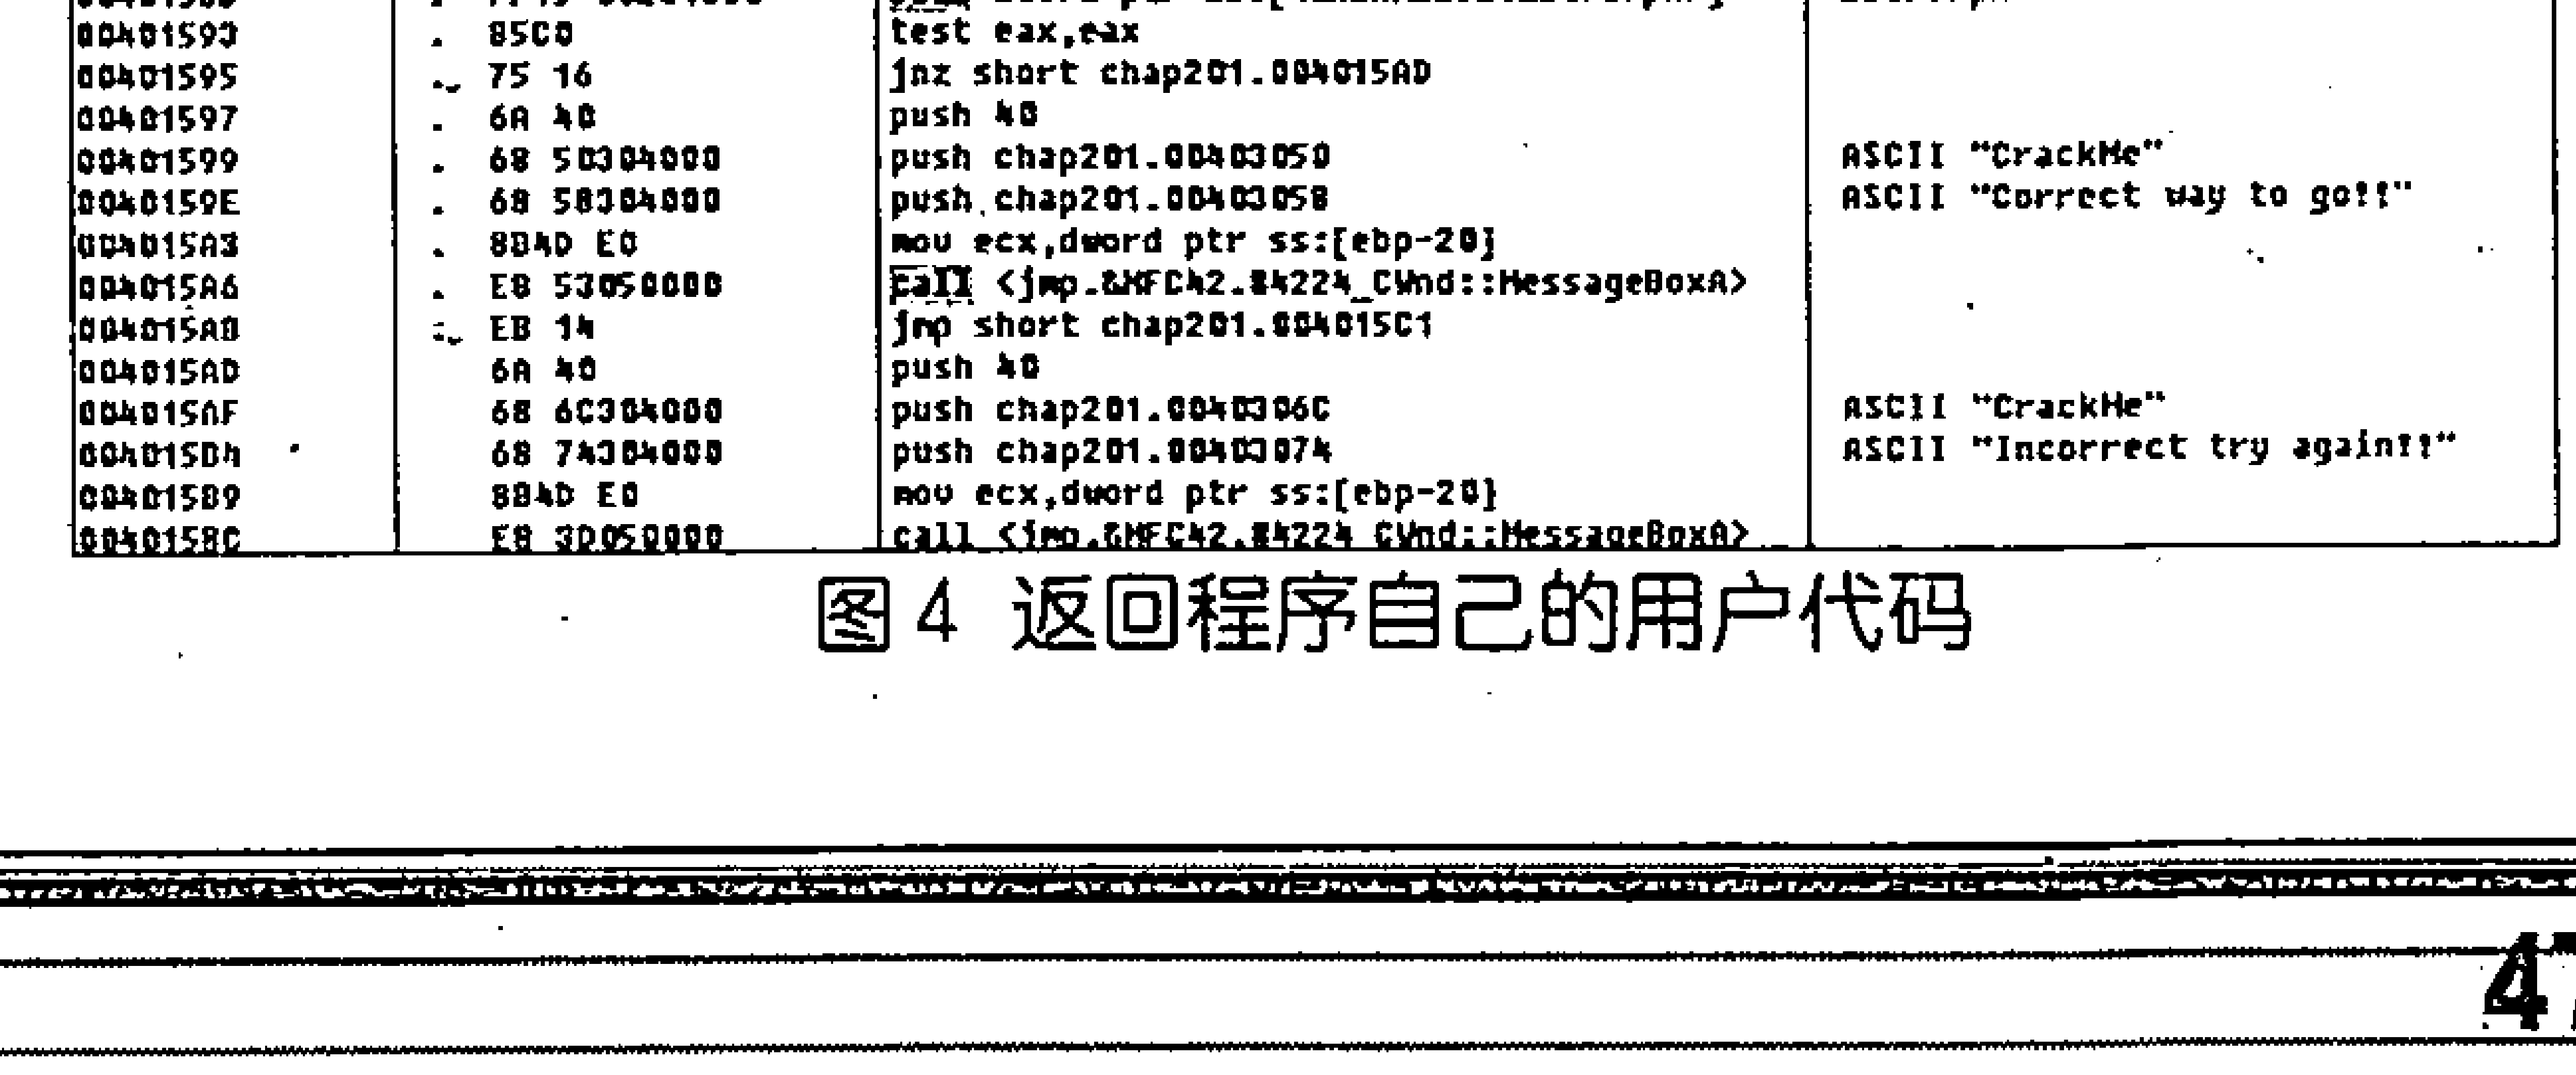 00401593 . 85C0 test eax,eax
00401595 .⌄ 75 16 jnz short chap201.004015AD
00401597 . 6A 40 push 40
00401599 . 68 50304000 push chap201.00403050 ASCII "CrackMe"
0040159E . 68 58304000 push chap201.00403058 ASCII "Correct way to go!!"
004015A3 . 8B4D E0 mov ecx,dword ptr ss:[ebp-20]
004015A6 . E8 53050000 call <jmp.&MFC42.#4224_CWnd::MessageBoxA>
004015AB .⌄ EB 14 jmp short chap201.004015C1
004015AD 6A 40 push 40
004015AF 68 6C304000 push chap201.0040306C ASCII "CrackMe"
004015B4 68 74304000 push chap201.00403074 ASCII "Incorrect try again!!"
004015B9 8B4D E0 mov ecx,dword ptr ss:[ebp-20]
004015BC E8 3D050000 call <jmp.&MFC42.#4224_CWnd::MessageBoxA>
图 4 返回程序自己的用户代码